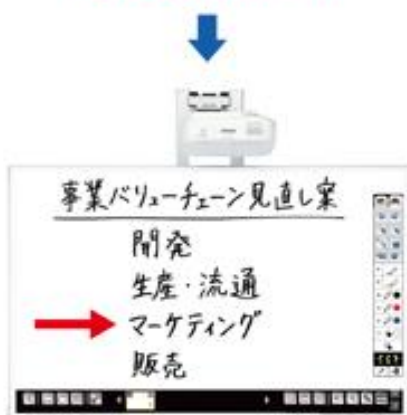 事業バリューチェーン見直し案
開発
生産・流通
マーケティング
販売